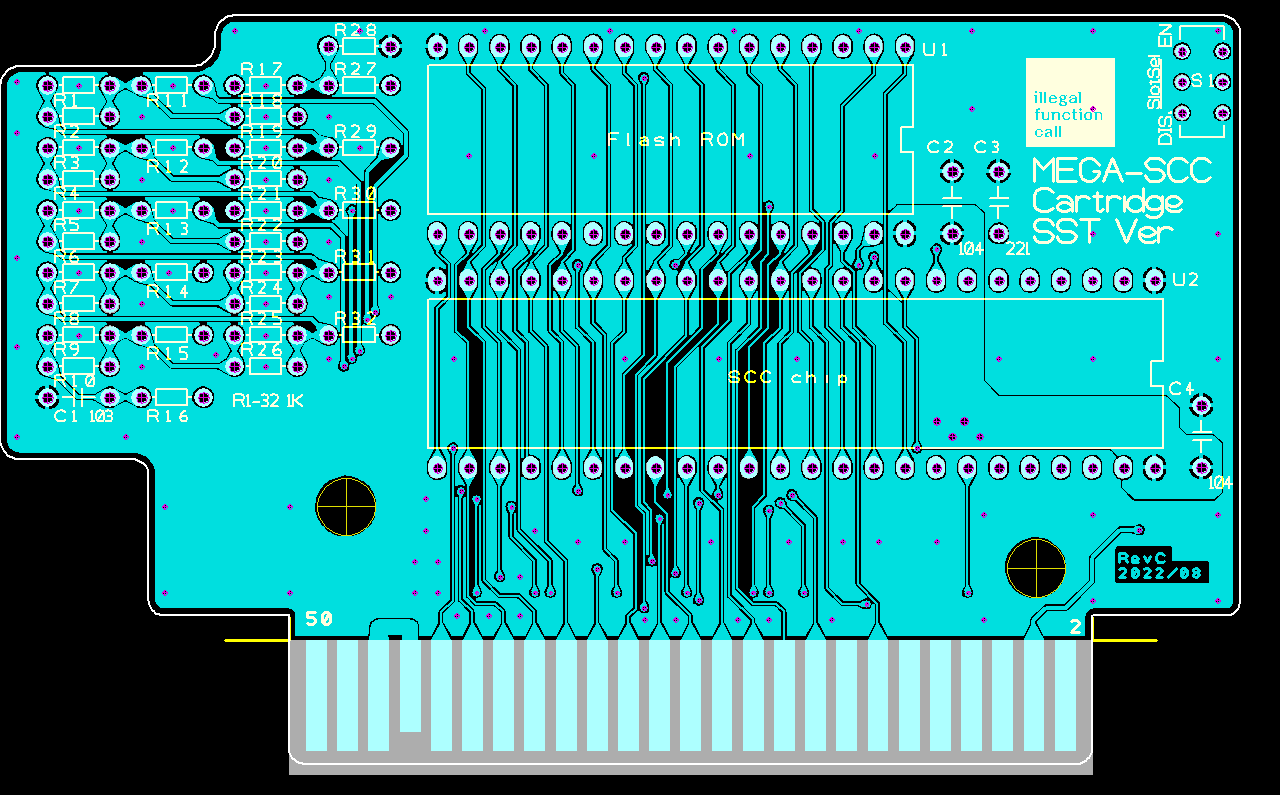 R28
EN
U1
R17
R27
SlotSel
S1
R1
R11
R18
illegal
function
call
DIS.
R2
R19
R29
Flash ROM
C2
C3
R3
R12
R20
MEGA-SCC
Cartridge
SST Ver
R4
R21
R30
R5
R13
R22
104
221
R6
R23
R31
U2
R7
R14
R24
R8
R25
R32
R9
R15
R26
SCC chip
R10
C4
C1
103
R16
R1-32 1K
104
RevC
2022/08
50
2